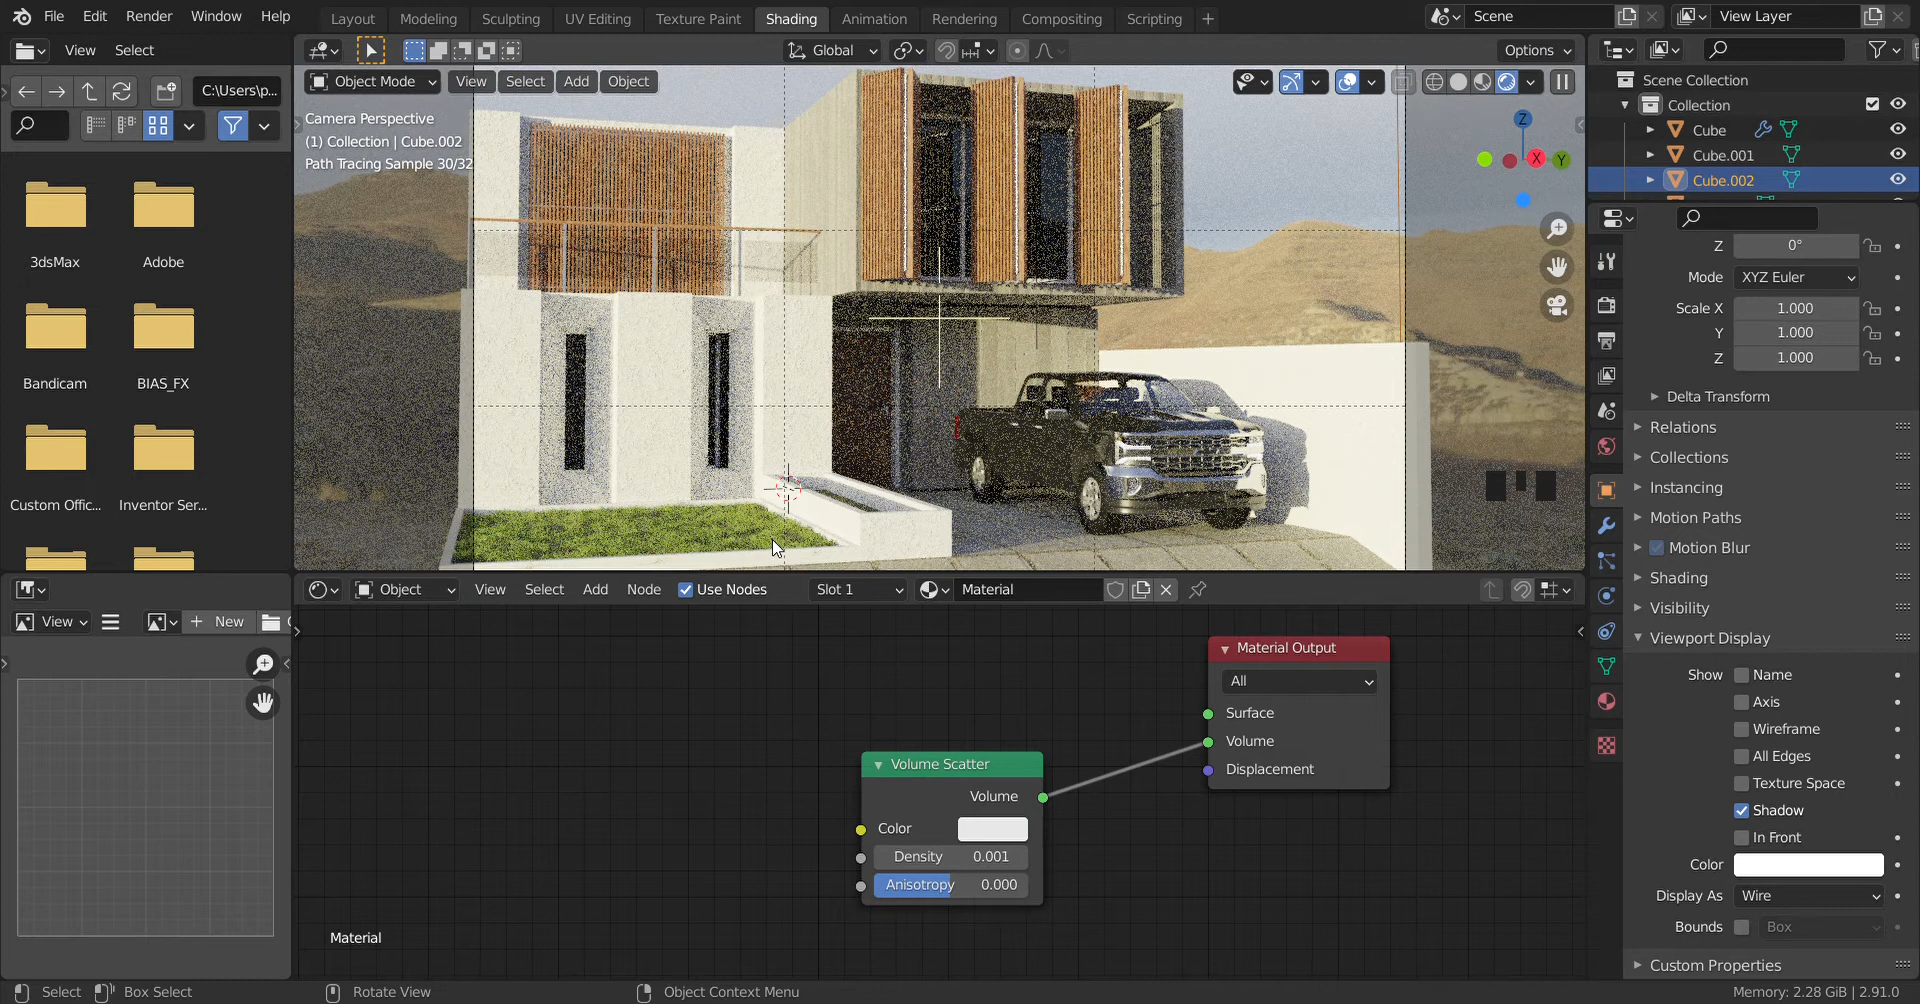 File Edit Render Window Help
Layout Modeling Sculpting UV Editing Texture Paint Shading Animation Rendering Compositing Scripting +
Scene
View Layer
View Select
Global
Options
C:\Users\p...
Object Mode View Select Add Object
Camera Perspective
(1) Collection | Cube.002
Path Tracing Sample 30/32
Z
X
Y
3dsMax
Adobe
Bandicam
BIAS_FX
Custom Offic...
Inventor Ser...
Scene Collection
Collection
Cube
Cube.001
Cube.002
Z 0°
Mode XYZ Euler
Scale X 1.000
Y 1.000
Z 1.000
Delta Transform
Relations
Collections
Instancing
Motion Paths
Motion Blur
Shading
Visibility
Viewport Display
Show Name
Axis
Wireframe
All Edges
Texture Space
Shadow
In Front
Color
Display As Wire
Bounds Box
Custom Properties
View
+ New
Object View Select Add Node Use Nodes Slot 1 Material
Material Output
All
Surface
Volume
Displacement
Volume Scatter
Volume
Color
Density 0.001
Anisotropy 0.000
Material
Select Box Select Rotate View Object Context Menu
Memory: 2.28 GiB | 2.91.0